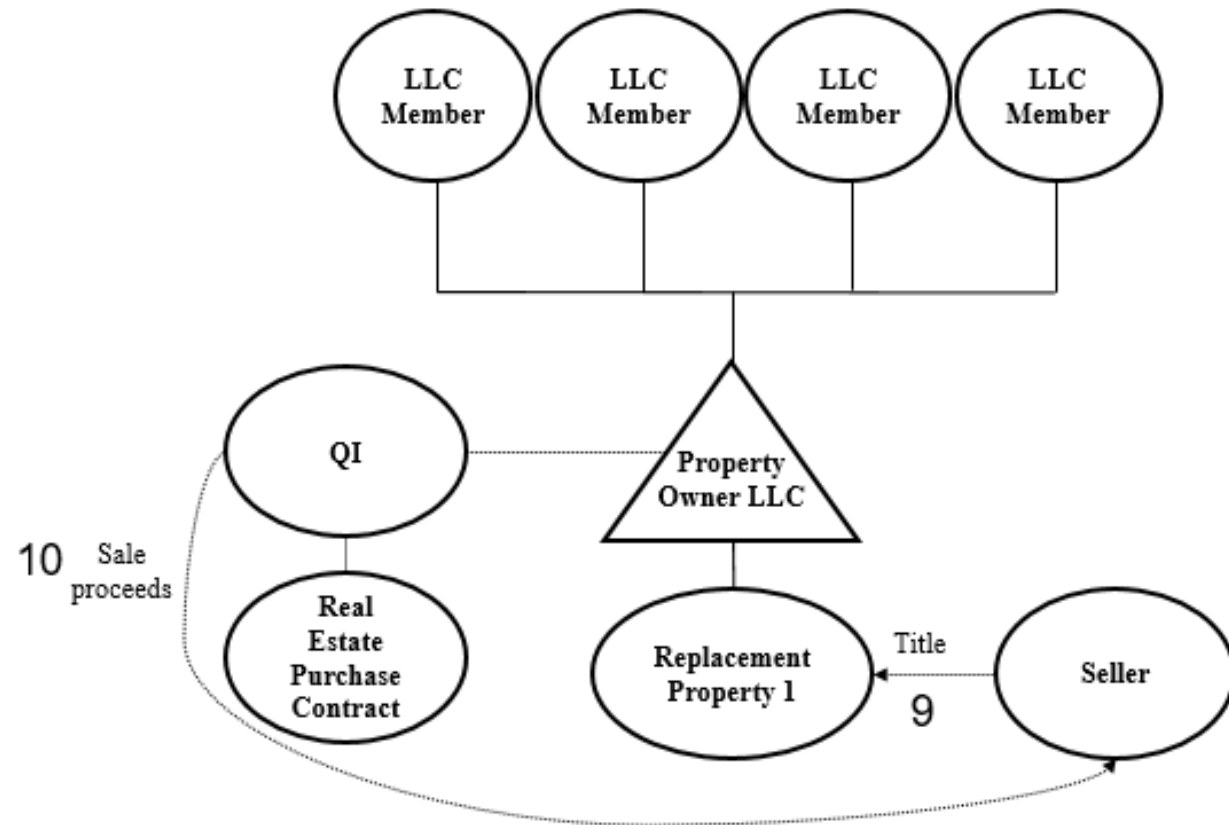 LLC
Member
LLC
Member
LLC
Member
LLC
Member
QI
Property
Owner LLC
10
Sale
proceeds
Real
Estate
Purchase
Contract
Replacement
Property 1
Title
9
Seller